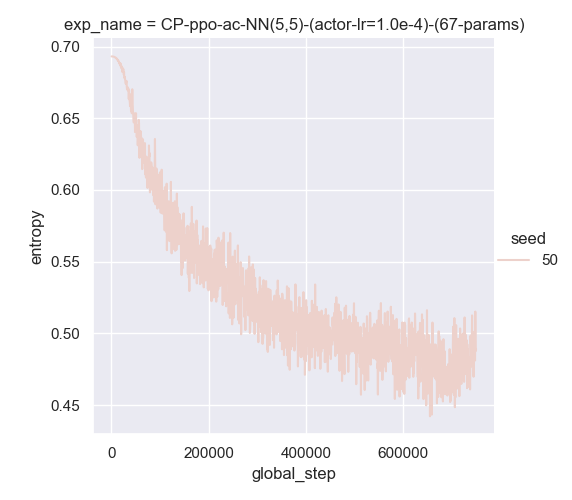 exp_name = CP-ppo-ac-NN(5,5)-(actor-lr=1.0e-4)-(67-params)
0.70
0.65
0.60
0.55
0.50
0.45
entropy
0
200000
400000
600000
global_step
seed
50